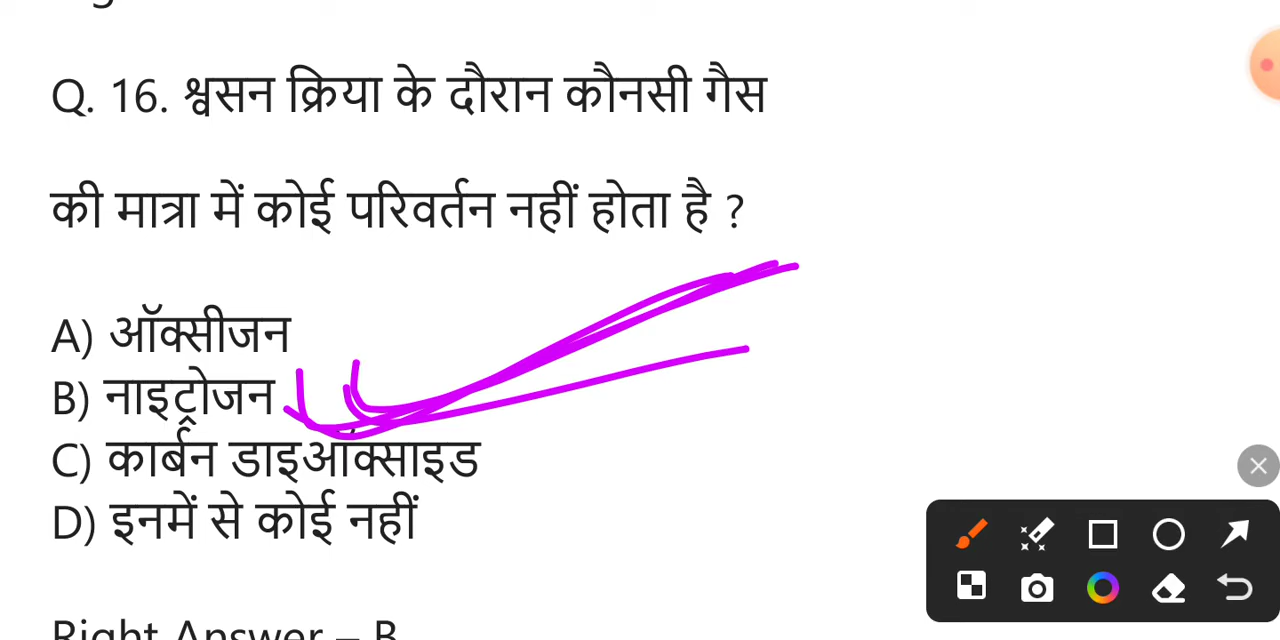 Q. 16. श्वसन क्रिया के दौरान कौनसी गैस
की मात्रा में कोई परिवर्तन नहीं होता है ?
A) ऑक्सीजन
B) नाइट्रोजन
C) कार्बन डाइऑक्साइड
D) इनमें से कोई नहीं
Right Answer – B